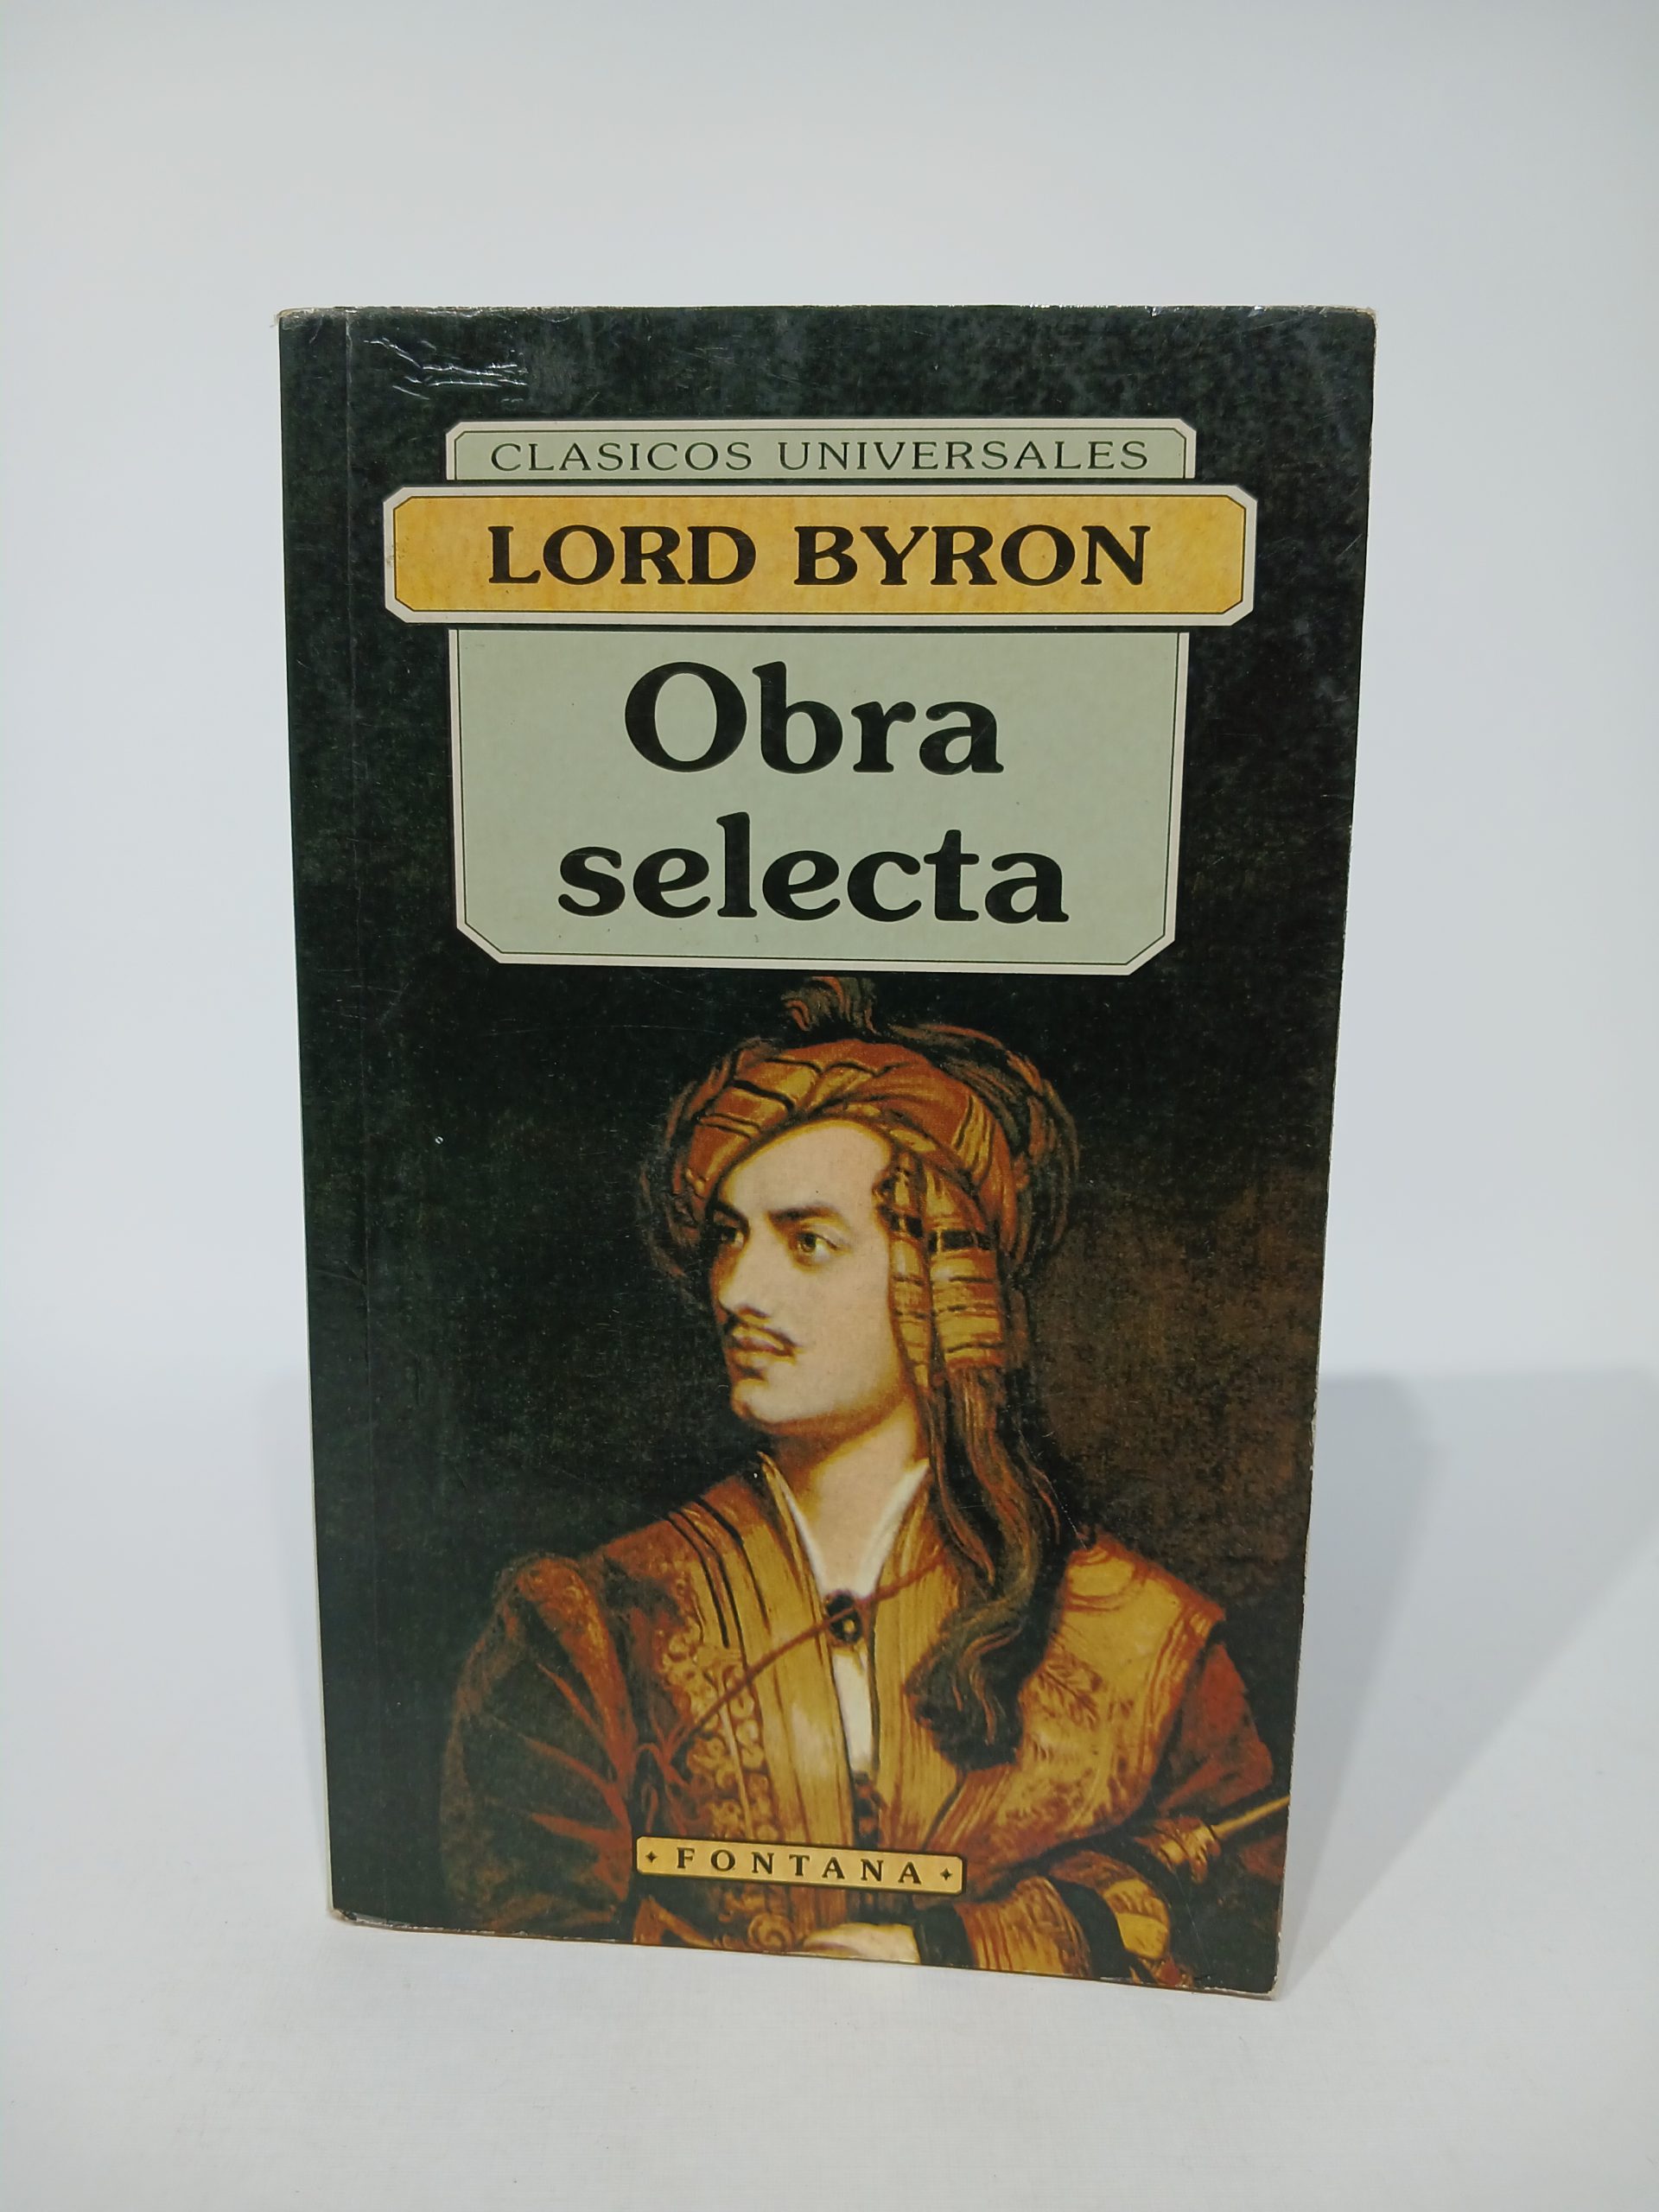 CLASICOS UNIVERSALES
LORD BYRON
Obra
selecta
FONTANA